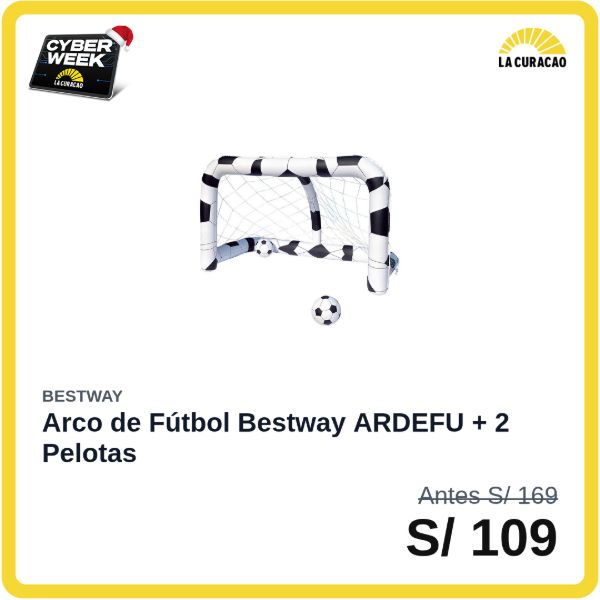 CYBER
WEEK
LA CURACAO
LA CURACAO
BESTWAY
Arco de Fútbol Bestway ARDEFU + 2
Pelotas
Antes S/ 169
S/ 109